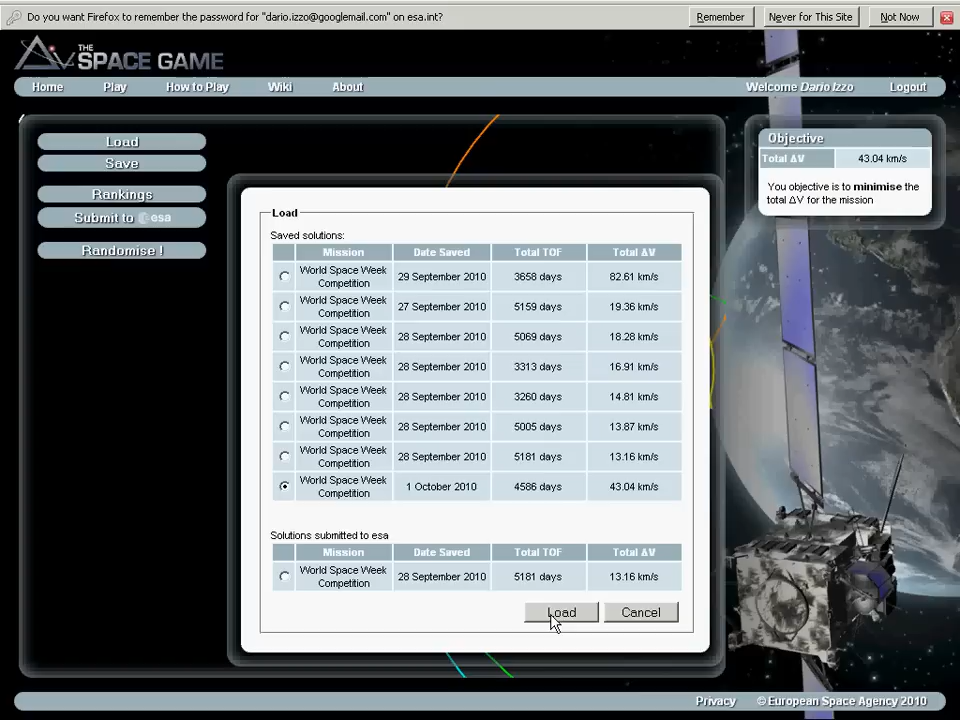 Do you want Firefox to remember the password for "dario.izzo@googlemail.com" on esa.int?
Remember
Never for This Site
Not Now
THE
SPACE GAME
Home
Play
How to Play
Wiki
About
Welcome Dario Izzo
Logout
Load
Save
Rankings
Submit to esa
Randomise !
Objective
Total ΔV 43.04 km/s
You objective is to minimise the
total ΔV for the mission
Load
Saved solutions:
Mission Date Saved Total TOF Total ΔV
World Space Week
Competition 29 September 2010 3658 days 82.61 km/s
World Space Week
Competition 27 September 2010 5159 days 19.36 km/s
World Space Week
Competition 28 September 2010 5069 days 18.28 km/s
World Space Week
Competition 28 September 2010 3313 days 16.91 km/s
World Space Week
Competition 28 September 2010 3260 days 14.81 km/s
World Space Week
Competition 28 September 2010 5005 days 13.87 km/s
World Space Week
Competition 28 September 2010 5181 days 13.16 km/s
World Space Week
Competition 1 October 2010 4586 days 43.04 km/s
Solutions submitted to esa
Mission Date Saved Total TOF Total ΔV
World Space Week
Competition 28 September 2010 5181 days 13.16 km/s
Load
Cancel
Privacy
© European Space Agency 2010